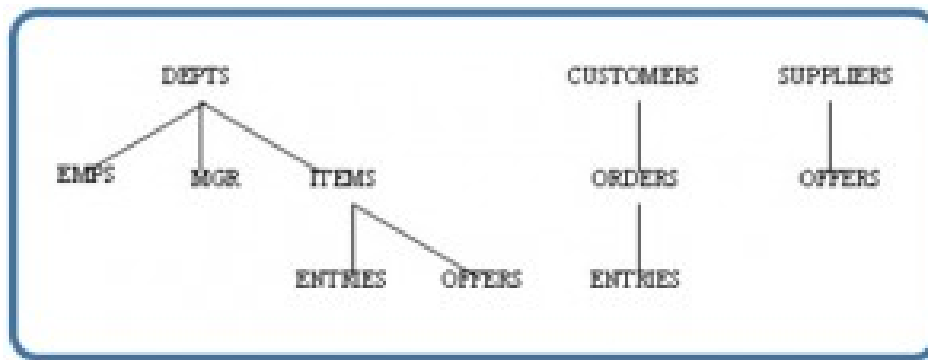 DEPTS CUSTOMERS SUPPLIERS
EMPS MGR ITEMS ORDERS OFFERS
ENTRIES OFFERS ENTRIES